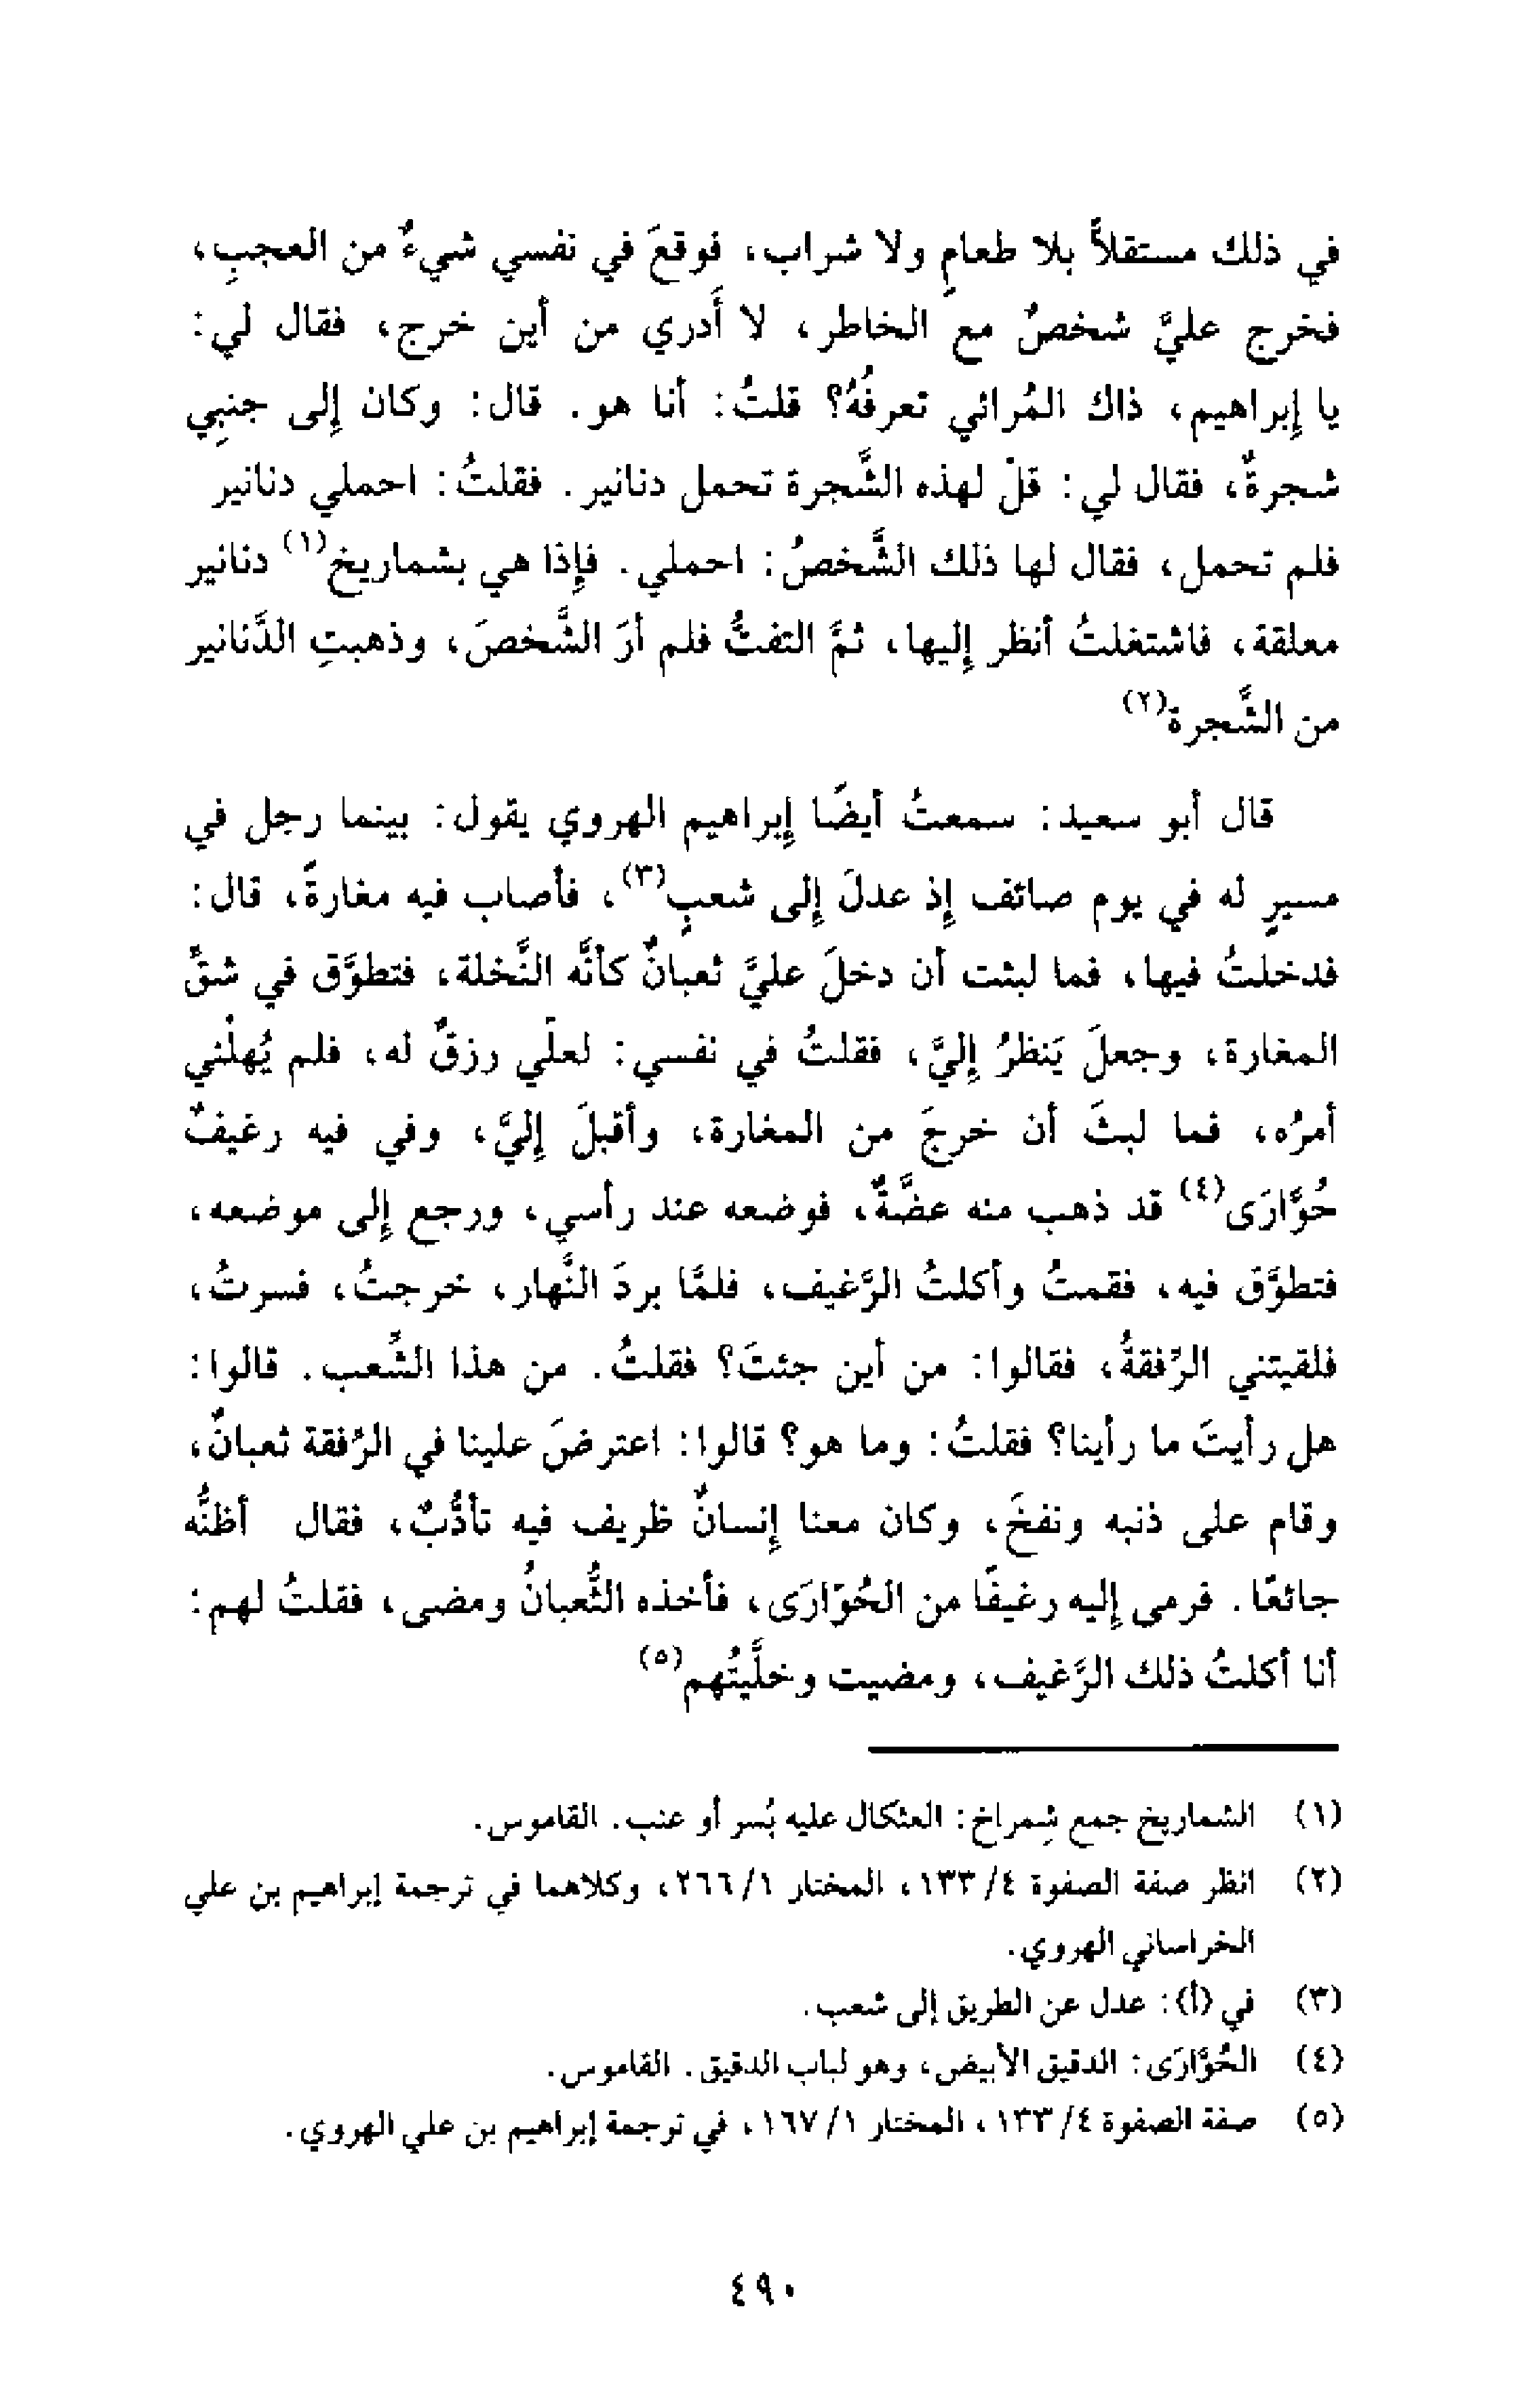 في ذلك مستقلاًّ بلا طعامٍ ولا شراب، فوقعَ في نفسي شيءٌ من العجبِ،
فخرج عليَّ شخصٌ مع الخاطر، لا أَدري من أين خرج، فقال لي:
يا إبراهيم، ذاك المُرائي تعرفُهُ؟ قلتُ: أنا هو. قال: وكان إلى جنبِي
شجرةٌ، فقال لي: قلْ لهذه الشَّجرة تحمل دنانير. فقلتُ: احملي دنانير
فلم تحمل، فقال لها ذلك الشَّخصُ: احملي. فإذا هي بشماريخ(١) دنانير
معلقة، فاشتغلتُ أنظر إليها، ثمَّ التفتُّ فلم أرَ الشَّخصَ، وذهبتِ الدَّنانير
من الشَّجرة(٢)
قال أبو سعيد: سمعتُ أيضًا إبراهيم الهروي يقول: بينما رجل في
مسيرٍ له في يوم صائف إذ عدلَ إلى شعبٍ(٣)، فأصاب فيه مغارةً، قال:
فدخلتُ فيها، فما لبثت أن دخلَ عليَّ ثعبانٌ كأنَّه النَّخلة، فتطوَّق في شقِّ
المغارة، وجعلَ يَنظرُ إليَّ، فقلتُ في نفسي: لعلّي رزقٌ له، فلم يُهلْني
أمرُه، فما لبثَ أن خرجَ من المغارة، وأقبلَ إليَّ، وفي فيه رغيفٌ
حُوَّارَى(٤) قد ذهب منه عضَّةٌ، فوضعه عند رأسي، ورجع إلى موضعه،
فتطوَّق فيه، فقمتُ وأكلتُ الرَّغيف، فلمَّا بردَ النَّهار، خرجتُ، فسرتُ،
فلقيتني الرّفقةُ، فقالوا: من أين جئتَ؟ فقلتُ. من هذا الشِّعب. قالوا:
هل رأيتَ ما رأينا؟ فقلتُ: وما هو؟ قالوا: اعترضَ علينا في الرّفقة ثعبانٌ،
وقام على ذنبه ونفخَ، وكان معنا إنسانٌ ظريف فيه تأدُّبٌ، فقال أظنُّه
جائعًا. فرمى إليه رغيفًا من الحُوّارَى، فأخذه الثُّعبانُ ومضى، فقلتُ لهم:
أنا أكلتُ ذلك الرَّغيف، ومضيت وخلَّيتُهم(٥)
(١) الشماريخ جمع شِمراخ: العثكال عليه بُسر أو عنب. القاموس.
(٢) انظر صفة الصفوة ٤/ ١٣٣، المختار ١/ ٢٦٦، وكلاهما في ترجمة إبراهيم بن علي
الخراساني الهروي.
(٣) في (أ): عدل عن الطريق إلى شعب.
(٤) الحُوَّارَى: الدقيق الأبيض، وهو لباب الدقيق. القاموس.
(٥) صفة الصفوة ٤/ ١٣٣، المختار ١/ ١٦٧، في ترجمة إبراهيم بن علي الهروي.
٤٩٠